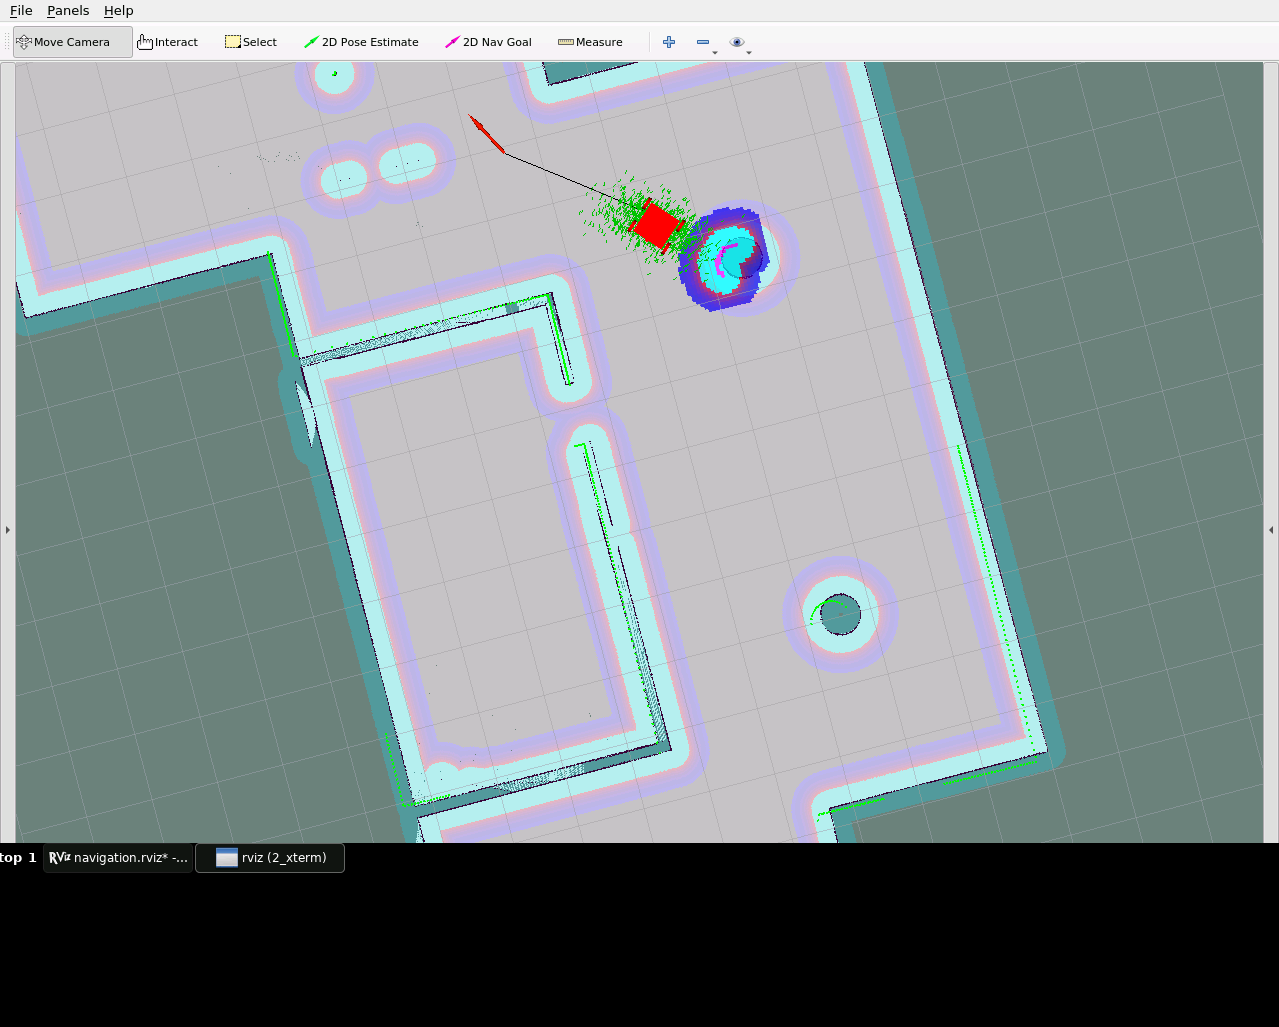 File Panels Help
Move Camera Interact Select 2D Pose Estimate 2D Nav Goal Measure
top 1 RViz navigation.rviz* -... rviz (2_xterm)